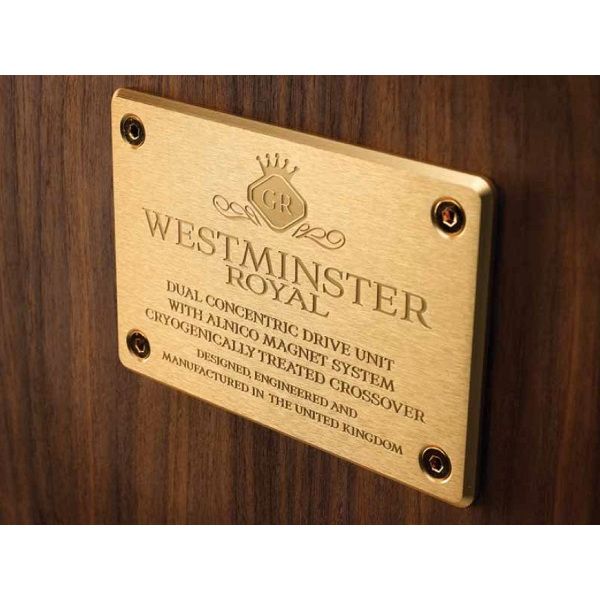 GR
WESTMINSTER
ROYAL
DUAL CONCENTRIC DRIVE UNIT
WITH ALNICO MAGNET SYSTEM
CRYOGENICALLY TREATED CROSSOVER
DESIGNED, ENGINEERED AND
MANUFACTURED IN THE UNITED KINGDOM